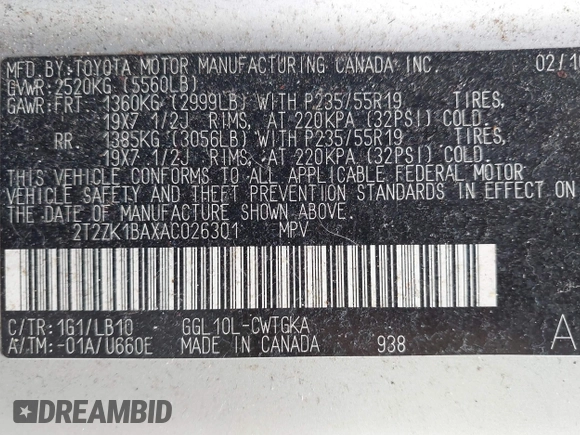 MFD. BY: TOYOTA MOTOR MANUFACTURING CANADA INC. 02/10
GVWR: 2520KG (5560LB)
GAWR: FRT 1360KG (2999LB) WITH P235/55R19 TIRES,
19X7 1/2J RIMS, AT 220KPA (32PSI) COLD.
RR. 1385KG (3056LB) WITH P235/55R19 TIRES,
19X7 1/2J RIMS, AT 220KPA (32PSI) COLD.
THIS VEHICLE CONFORMS TO ALL APPLICABLE FEDERAL MOTOR
VEHICLE SAFETY AND THEFT PREVENTION STANDARDS IN EFFECT ON
THE DATE OF MANUFACTURE SHOWN ABOVE.
2T2ZK1BAXAC026301 MPV
C/TR: 1G1/LB10 GGL10L-CWTGKA A
A/TM: -01A/U660E MADE IN CANADA 938
DREAMBID